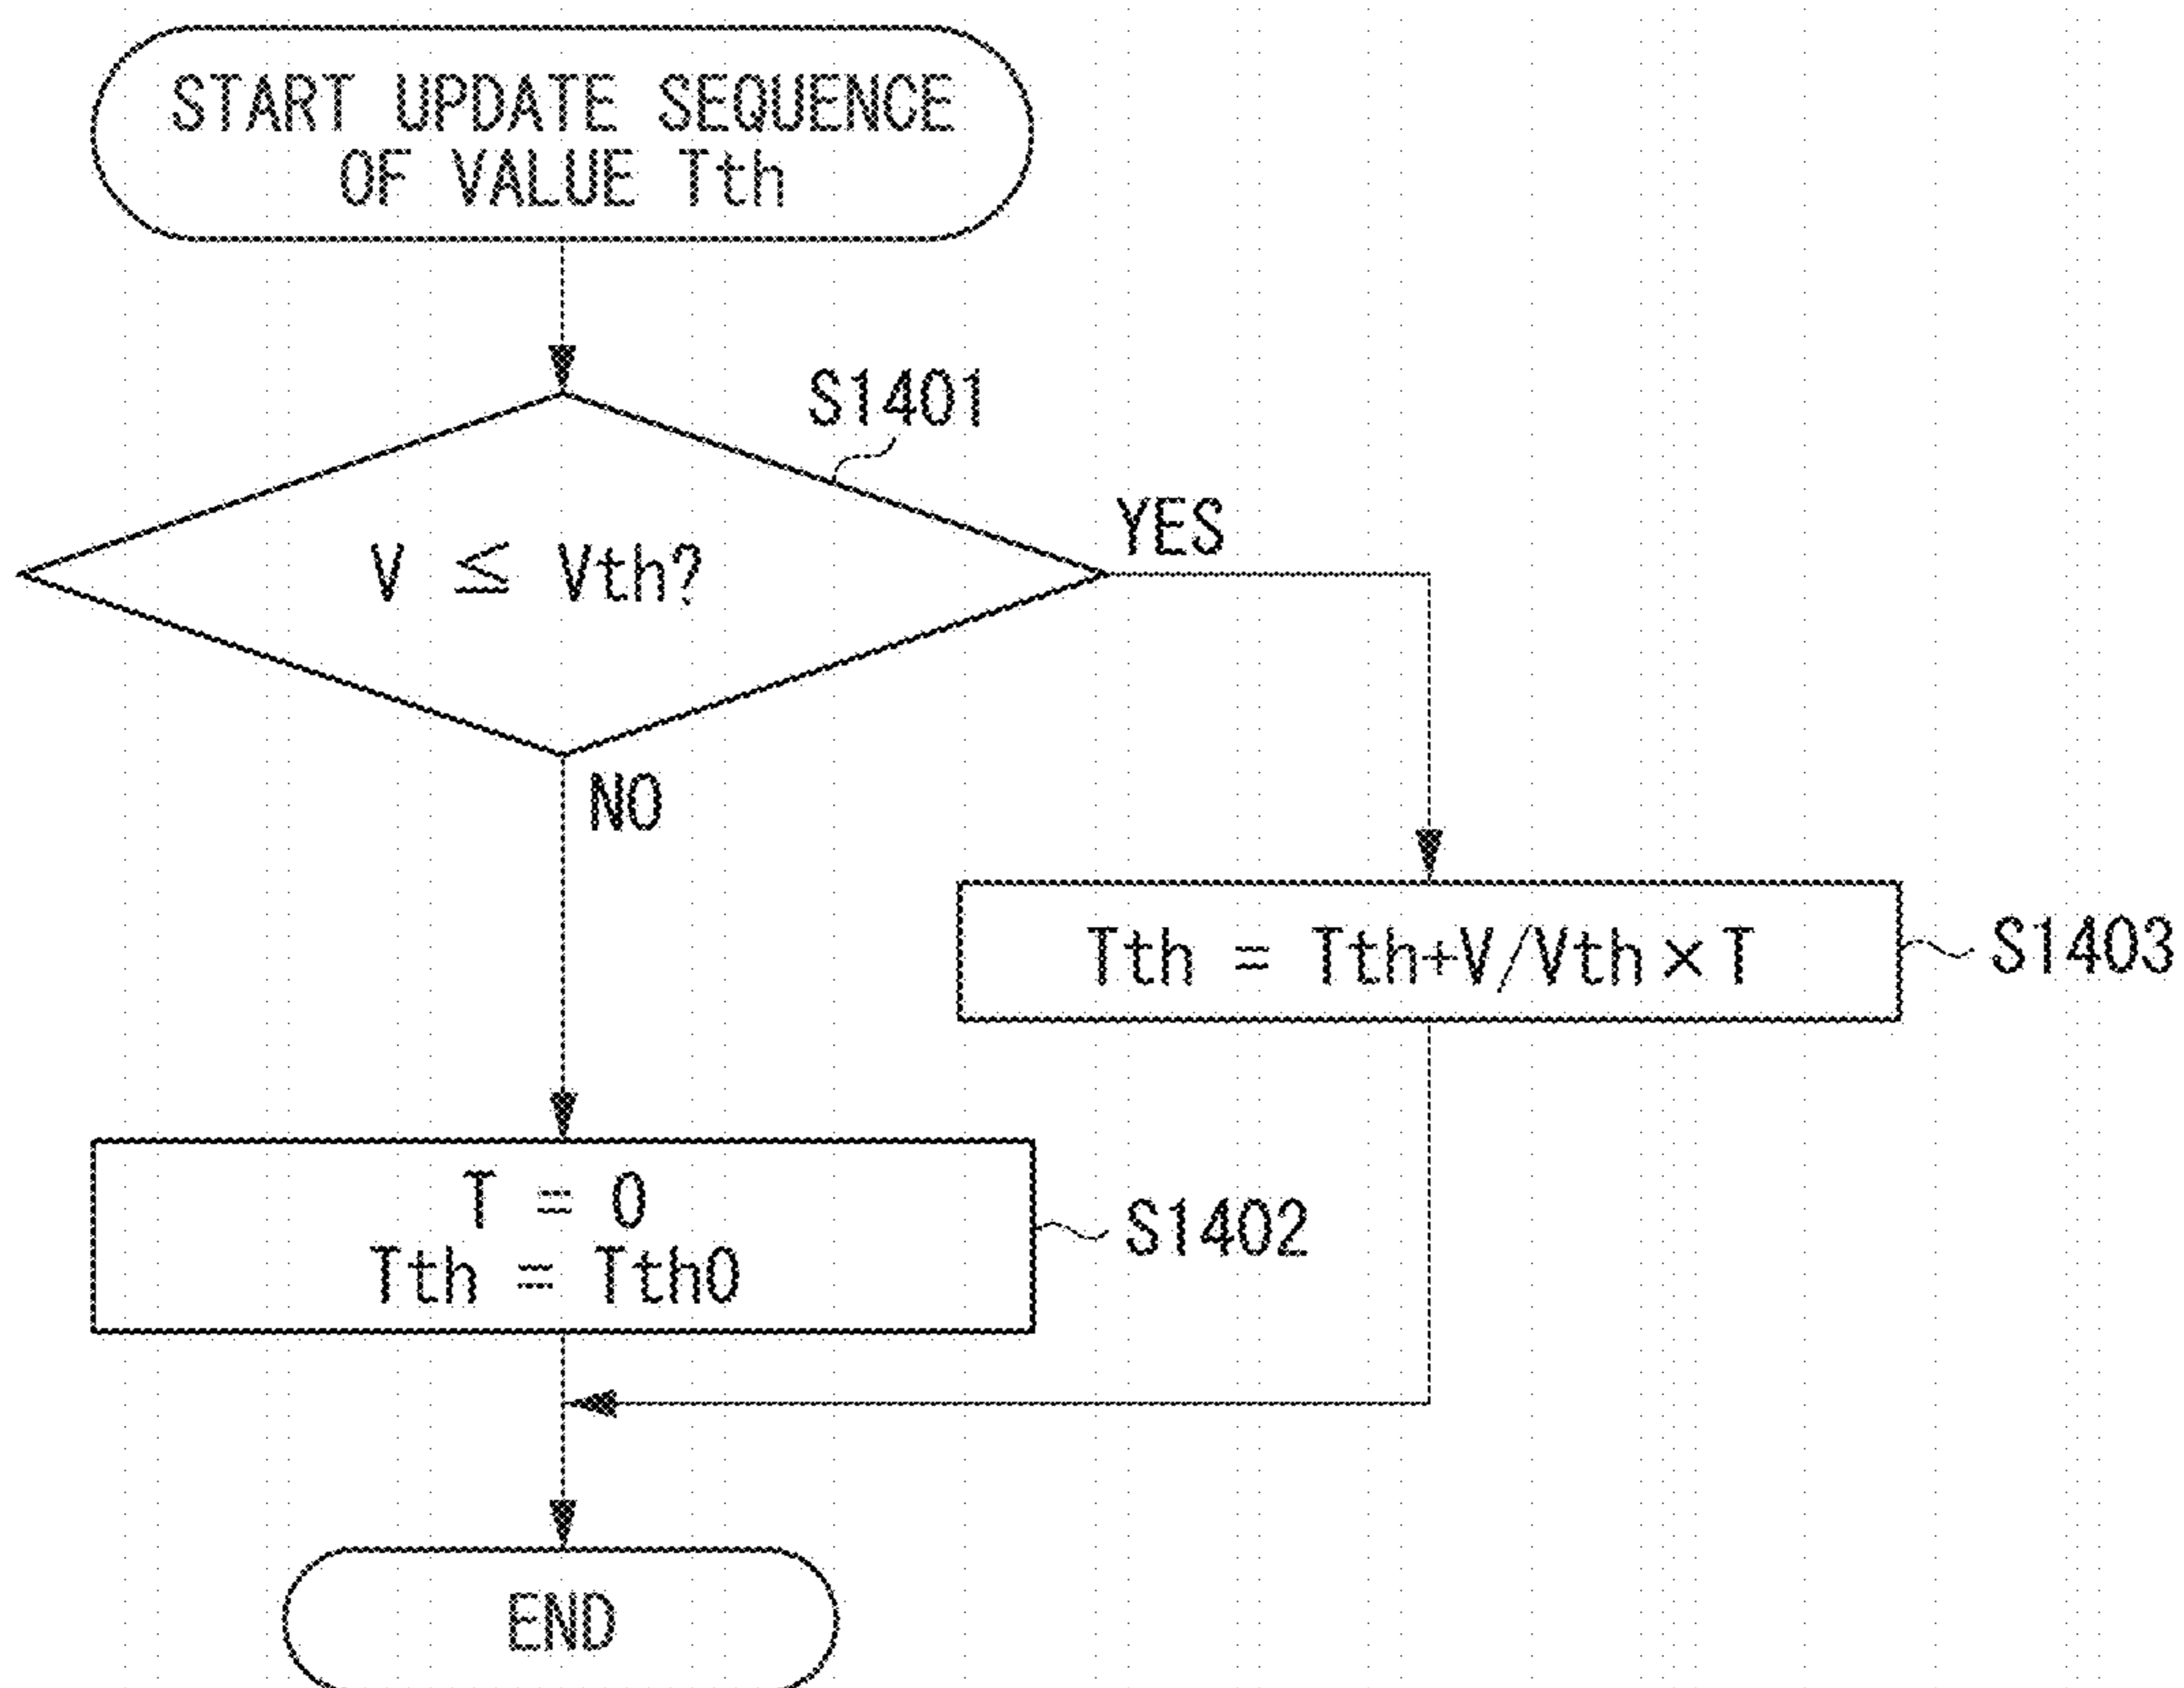 START UPDATE SEQUENCE
OF VALUE Tth
S1401
V ≦ Vth?
YES
NO
Tth = Tth+V/Vth×T
S1403
T = 0
Tth = Tth0
S1402
END